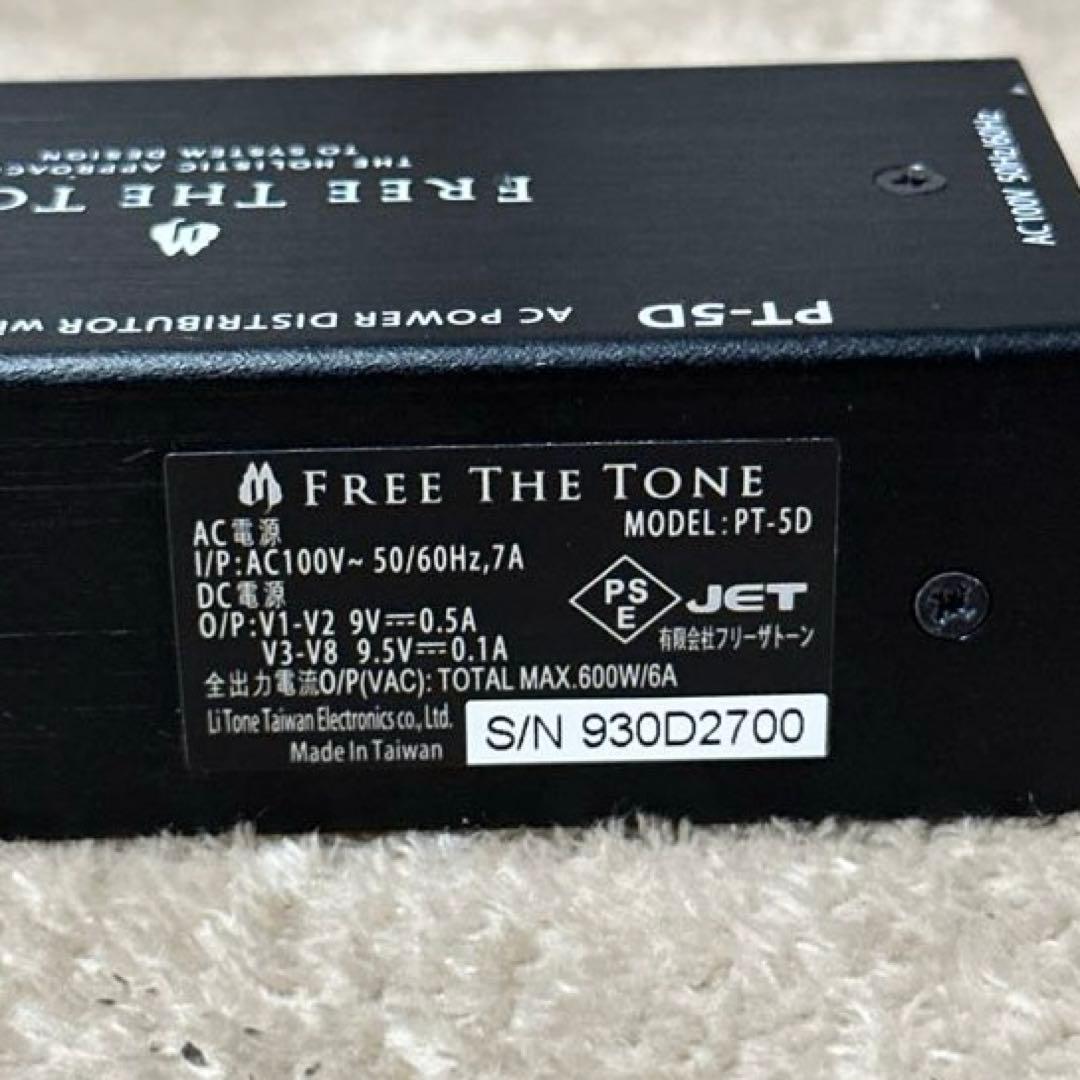 AC100V 50Hz/60Hz
PT-5D AC POWER DISTRIBUTOR
FREE THE
THE HOLISTIC
TO SYSTEM DESIGN
FREE THE TONE
MODEL:PT-5D
AC電源
I/P:AC100V~ 50/60Hz,7A
DC電源
O/P:V1-V2 9V⎓0.5A
V3-V8 9.5V⎓0.1A
PS
E
JET
有限会社フリーザトーン
全出力電流O/P(VAC): TOTAL MAX.600W/6A
Li Tone Taiwan Electronics co., Ltd.
Made In Taiwan
S/N 930D2700